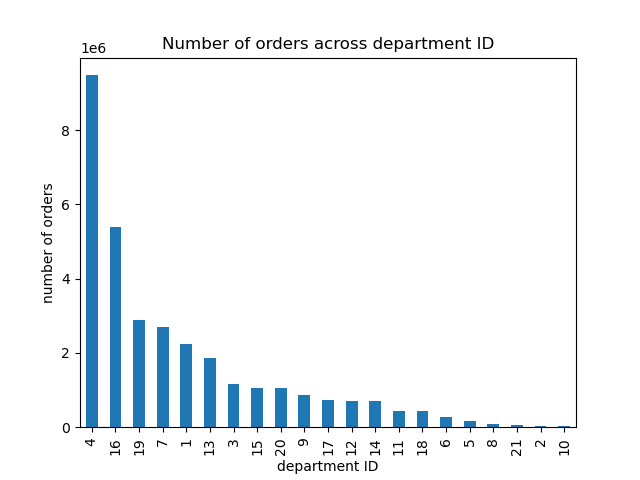 Number of orders across department ID
1e6
8
6
4
2
0
number of orders
4 16 19 7 1 13 3 15 20 9 17 12 14 11 18 6 5 8 21 2 10
department ID